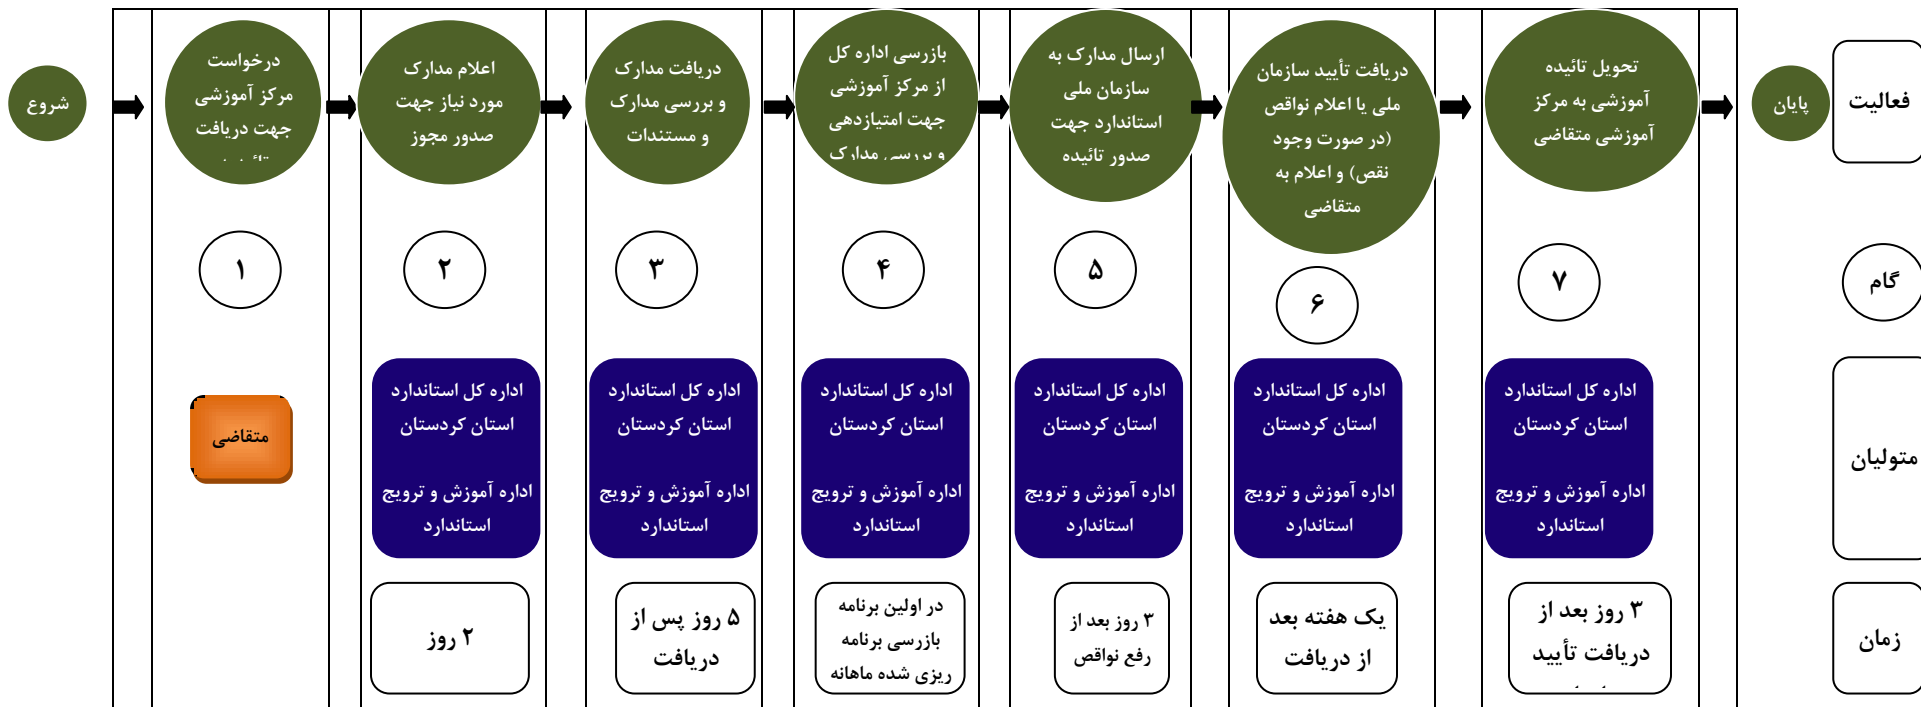 شروع
درخواست
مرکز آموزشی
جهت دریافت
اعلام مدارک
مورد نیاز جهت
صدور مجوز
دریافت مدارک
و بررسی مدارک
و مستندات
بازرسی اداره کل
از مرکز آموزشی
جهت امتیازدهی
و بررسی مدارک
ارسال مدارک به
سازمان ملی
استاندارد جهت
صدور تائیده
دریافت تأیید سازمان
ملی یا اعلام نواقص
(در صورت وجود
نقص) و اعلام به
متقاضی
تحویل تائیده
آموزشی به مرکز
آموزشی متقاضی
پایان
فعالیت
۱
۲
۳
۴
۵
۶
۷
گام
متقاضی
اداره کل استاندارد
استان کردستان
اداره آموزش و ترویج
استاندارد
اداره کل استاندارد
استان کردستان
اداره آموزش و ترویج
استاندارد
اداره کل استاندارد
استان کردستان
اداره آموزش و ترویج
استاندارد
اداره کل استاندارد
استان کردستان
اداره آموزش و ترویج
استاندارد
اداره کل استاندارد
استان کردستان
اداره آموزش و ترویج
استاندارد
اداره کل استاندارد
استان کردستان
اداره آموزش و ترویج
استاندارد
متولیان
۲ روز
۵ روز پس از
دریافت
در اولین برنامه
بازرسی برنامه
ریزی شده ماهانه
۳ روز بعد از
رفع نواقص
یک هفته بعد
از دریافت
۳ روز بعد از
دریافت تأیید
زمان